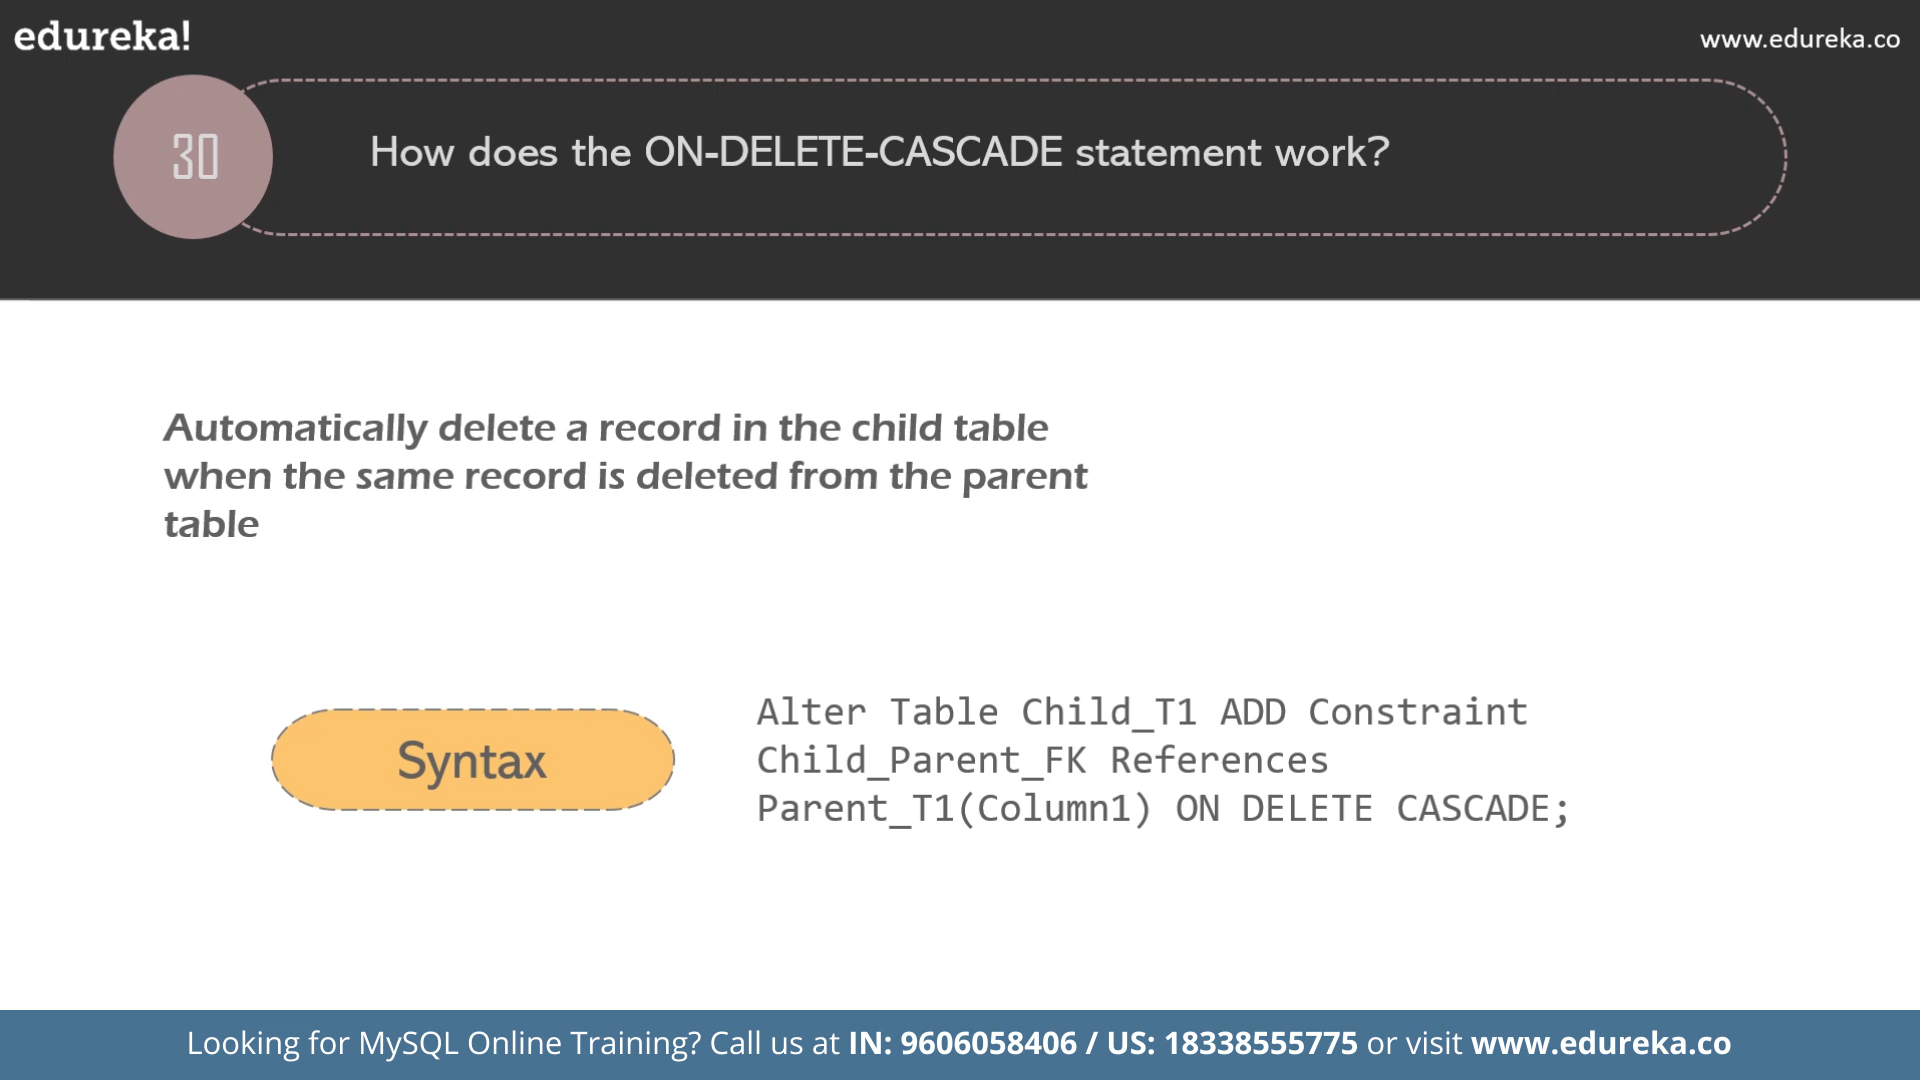 edureka!
www.edureka.co
30
How does the ON-DELETE-CASCADE statement work?
Automatically delete a record in the child table
when the same record is deleted from the parent
table
Syntax
Alter Table Child_T1 ADD Constraint
Child_Parent_FK References
Parent_T1(Column1) ON DELETE CASCADE;
Looking for MySQL Online Training? Call us at IN: 9606058406 / US: 18338555775 or visit www.edureka.co